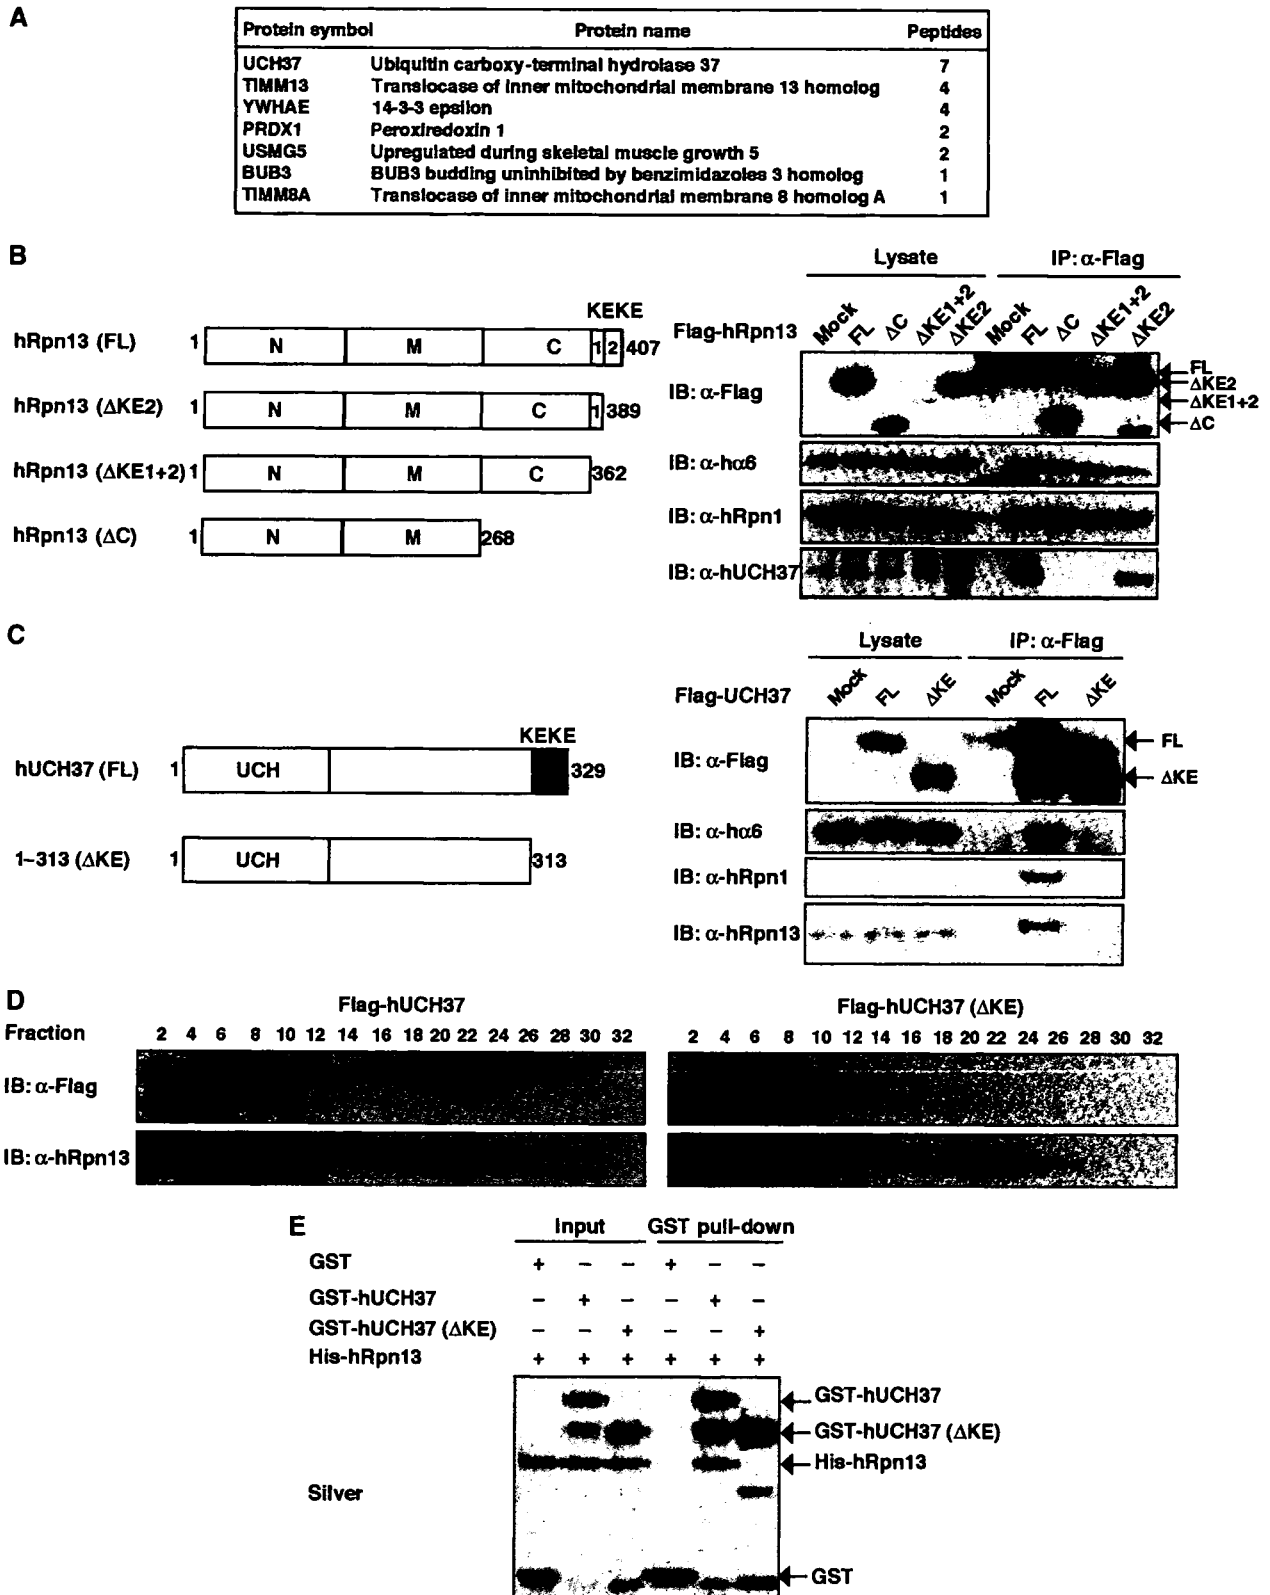 A
Protein symbol Protein name Peptides
UCH37 Ubiquitin carboxy-terminal hydrolase 37 7
TIMM13 Translocase of inner mitochondrial membrane 13 homolog 4
YWHAE 14-3-3 epsilon 4
PRDX1 Peroxiredoxin 1 2
USMG5 Upregulated during skeletal muscle growth 5 2
BUB3 BUB3 budding uninhibited by benzimidazoles 3 homolog 1
TIMM8A Translocase of inner mitochondrial membrane 8 homolog A 1
B
KEKE
hRpn13 (FL) 1 N M C 1 2 407
hRpn13 (ΔKE2) 1 N M C 1 389
hRpn13 (ΔKE1+2) 1 N M C 362
hRpn13 (ΔC) 1 N M 268
Lysate IP: α-Flag
Flag-hRpn13 Mock FL ΔC ΔKE1+2 ΔKE2 Mock FL ΔC ΔKE1+2 ΔKE2
IB: α-Flag
FL
ΔKE2
ΔKE1+2
ΔC
IB: α-hα6
IB: α-hRpn1
IB: α-hUCH37
C
KEKE
hUCH37 (FL) 1 UCH 329
1~313 (ΔKE) 1 UCH 313
Lysate IP: α-Flag
Flag-UCH37 Mock FL ΔKE Mock FL ΔKE
IB: α-Flag
FL
ΔKE
IB: α-hα6
IB: α-hRpn1
IB: α-hRpn13
D
Flag-hUCH37 Flag-hUCH37 (ΔKE)
Fraction 2 4 6 8 10 12 14 16 18 20 22 24 26 28 30 32 2 4 6 8 10 12 14 16 18 20 22 24 26 28 30 32
IB: α-Flag
IB: α-hRpn13
E
Input GST pull-down
GST + − − + − −
GST-hUCH37 − + − − + −
GST-hUCH37 (ΔKE) − − + − − +
His-hRpn13 + + + + + +
GST-hUCH37
GST-hUCH37 (ΔKE)
His-hRpn13
Silver
GST